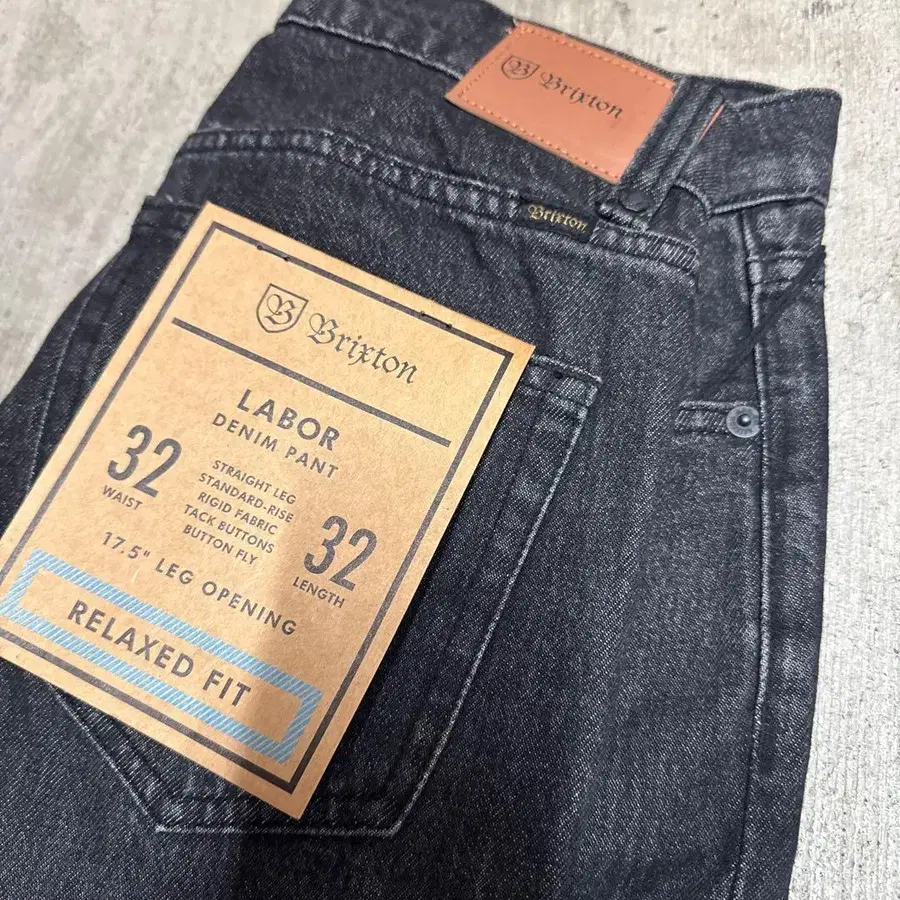 B Brixton
Brixton
B Brixton
LABOR
DENIM PANT
32
WAIST
STRAIGHT LEG
STANDARD-RISE
RIGID FABRIC
TACK BUTTONS
BUTTON FLY
32
LENGTH
17.5" LEG OPENING
RELAXED FIT